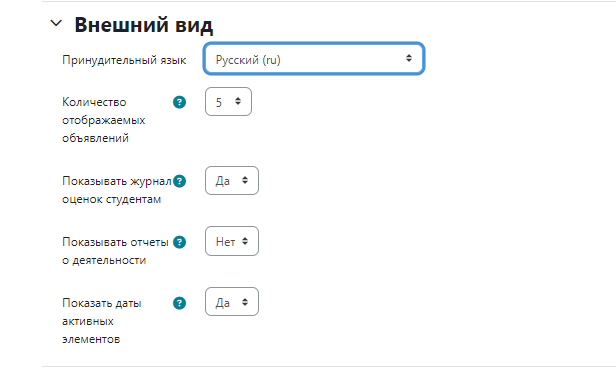 Внешний вид
Принудительный язык
Русский (ru)
Количество
отображаемых
объявлений
?
5
Показывать журнал
оценок студентам
?
Да
Показывать отчеты
о деятельности
?
Нет
Показать даты
активных
элементов
?
Да